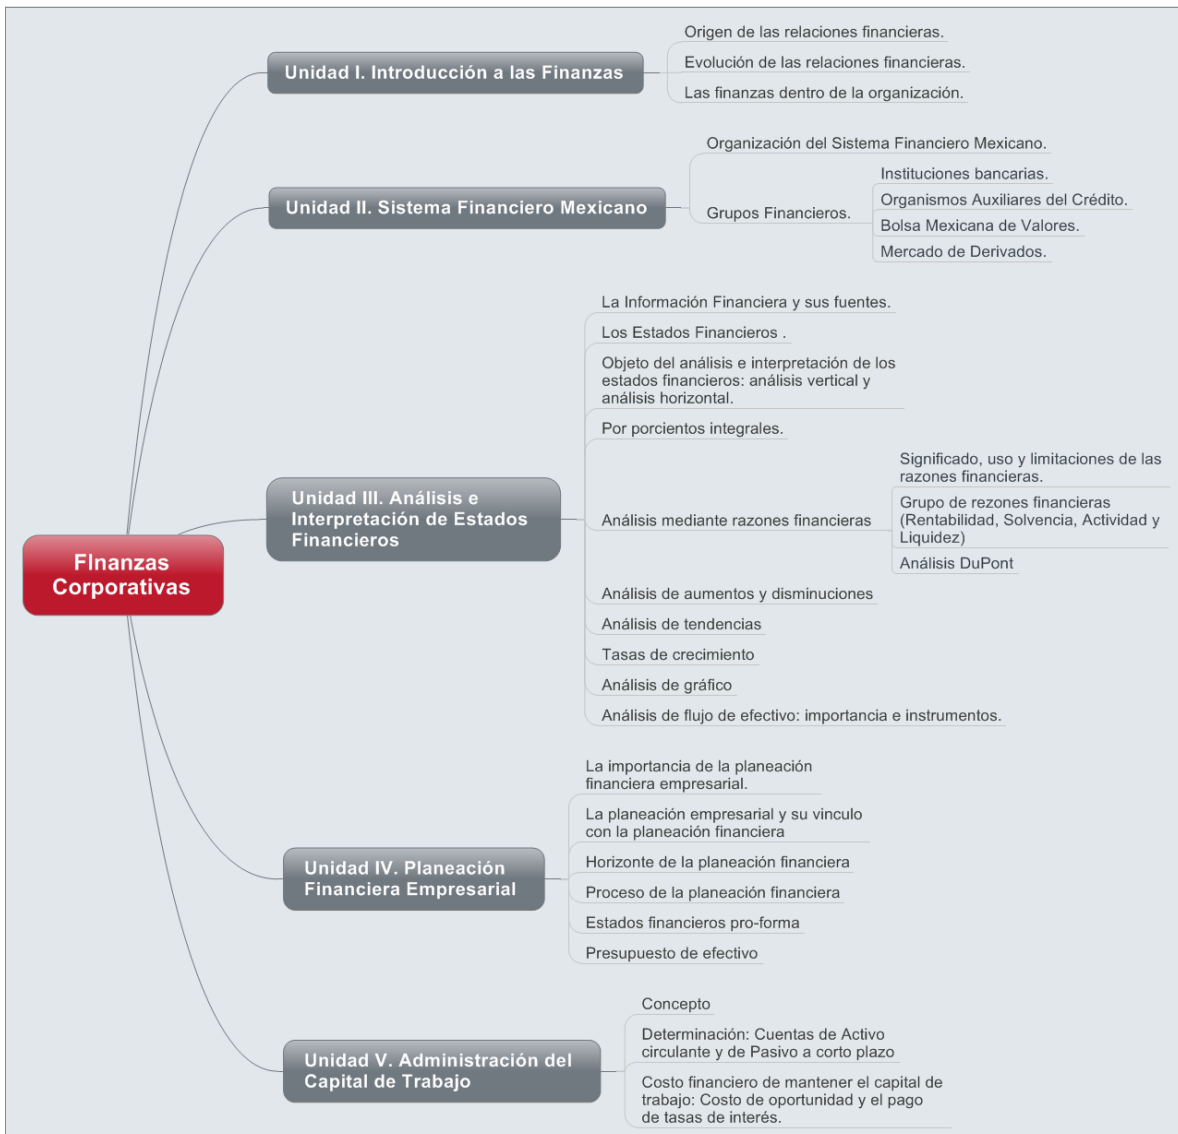 FInanzas
Corporativas
Unidad I. Introducción a las Finanzas
Origen de las relaciones financieras.
Evolución de las relaciones financieras.
Las finanzas dentro de la organización.
Unidad II. Sistema Financiero Mexicano
Organización del Sistema Financiero Mexicano.
Grupos Financieros.
Instituciones bancarias.
Organismos Auxiliares del Crédito.
Bolsa Mexicana de Valores.
Mercado de Derivados.
Unidad III. Análisis e
Interpretación de Estados
Financieros
La Información Financiera y sus fuentes.
Los Estados Financieros .
Objeto del análisis e interpretación de los
estados financieros: análisis vertical y
análisis horizontal.
Por porcientos integrales.
Análisis mediante razones financieras
Significado, uso y limitaciones de las
razones financieras.
Grupo de rezones financieras
(Rentabilidad, Solvencia, Actividad y
Liquidez)
Análisis DuPont
Análisis de aumentos y disminuciones
Análisis de tendencias
Tasas de crecimiento
Análisis de gráfico
Análisis de flujo de efectivo: importancia e instrumentos.
Unidad IV. Planeación
Financiera Empresarial
La importancia de la planeación
financiera empresarial.
La planeación empresarial y su vinculo
con la planeación financiera
Horizonte de la planeación financiera
Proceso de la planeación financiera
Estados financieros pro-forma
Presupuesto de efectivo
Unidad V. Administración del
Capital de Trabajo
Concepto
Determinación: Cuentas de Activo
circulante y de Pasivo a corto plazo
Costo financiero de mantener el capital de
trabajo: Costo de oportunidad y el pago
de tasas de interés.